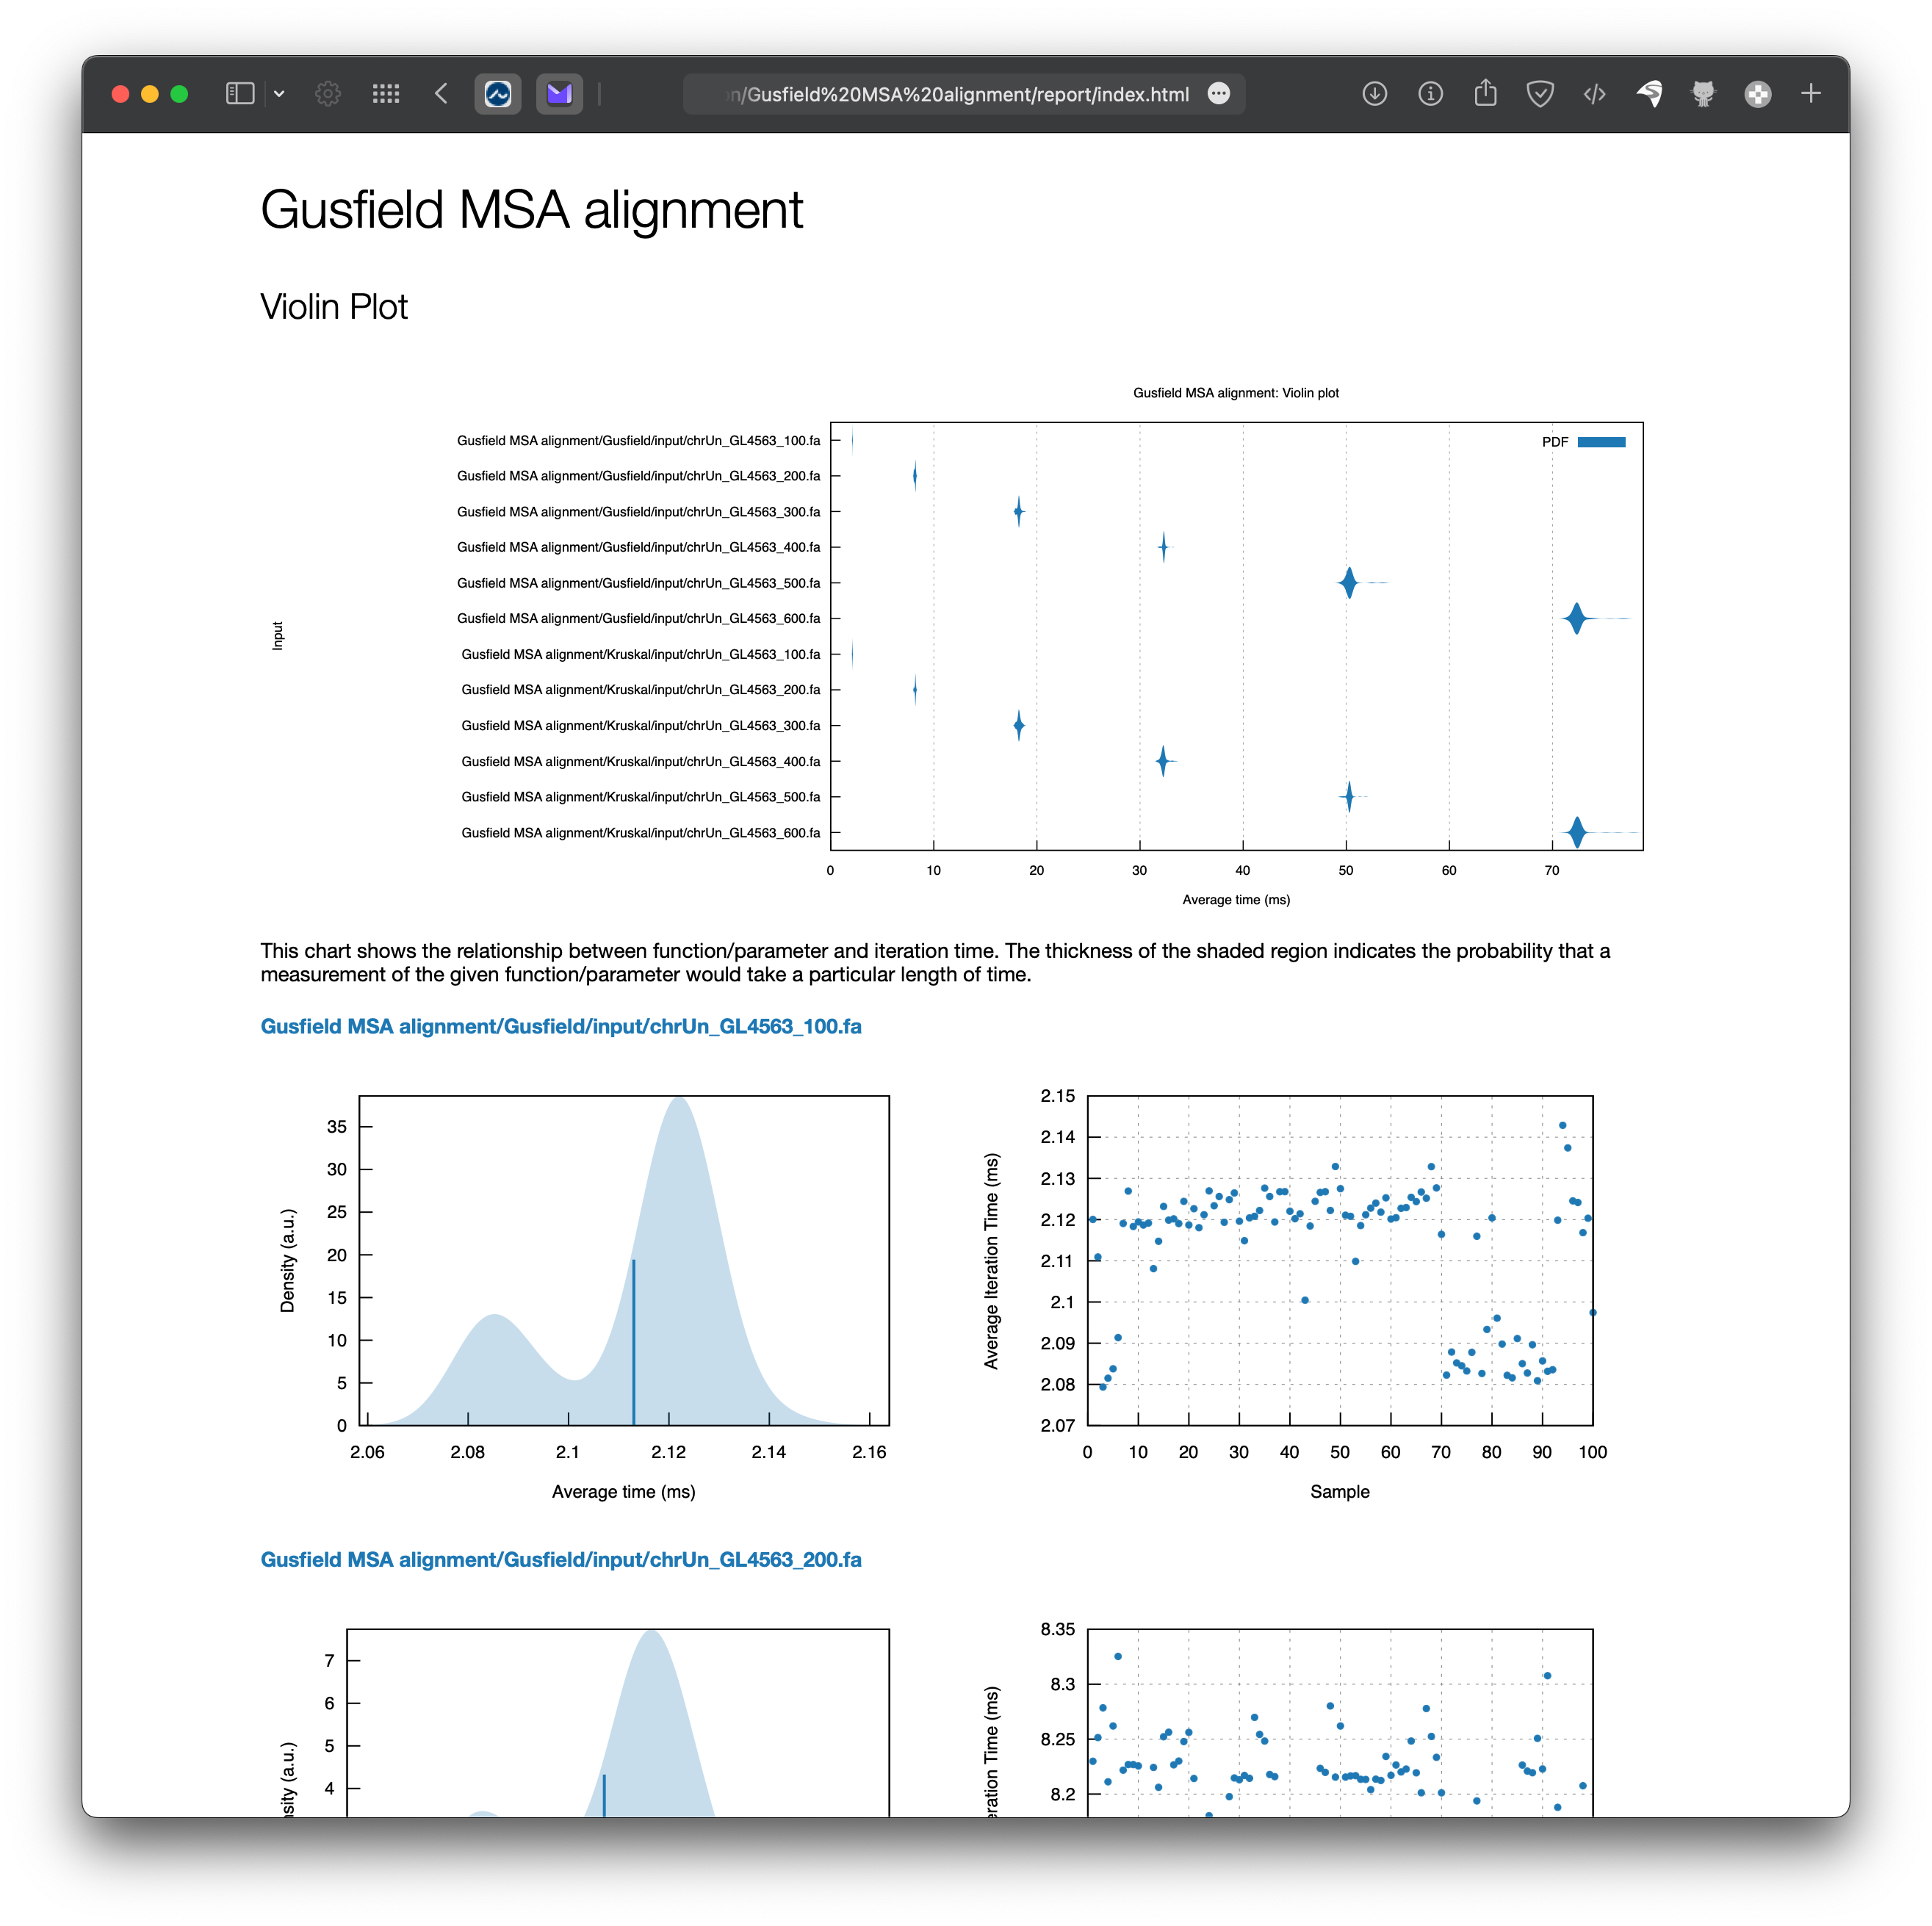 n/Gusfield%20MSA%20alignment/report/index.html
Gusfield MSA alignment
Violin Plot
Gusfield MSA alignment: Violin plot
PDF
Input
Gusfield MSA alignment/Gusfield/input/chrUn_GL4563_100.fa
Gusfield MSA alignment/Gusfield/input/chrUn_GL4563_200.fa
Gusfield MSA alignment/Gusfield/input/chrUn_GL4563_300.fa
Gusfield MSA alignment/Gusfield/input/chrUn_GL4563_400.fa
Gusfield MSA alignment/Gusfield/input/chrUn_GL4563_500.fa
Gusfield MSA alignment/Gusfield/input/chrUn_GL4563_600.fa
Gusfield MSA alignment/Kruskal/input/chrUn_GL4563_100.fa
Gusfield MSA alignment/Kruskal/input/chrUn_GL4563_200.fa
Gusfield MSA alignment/Kruskal/input/chrUn_GL4563_300.fa
Gusfield MSA alignment/Kruskal/input/chrUn_GL4563_400.fa
Gusfield MSA alignment/Kruskal/input/chrUn_GL4563_500.fa
Gusfield MSA alignment/Kruskal/input/chrUn_GL4563_600.fa
0 10 20 30 40 50 60 70
Average time (ms)
This chart shows the relationship between function/parameter and iteration time. The thickness of the shaded region indicates the probability that a
measurement of the given function/parameter would take a particular length of time.
Gusfield MSA alignment/Gusfield/input/chrUn_GL4563_100.fa
Density (a.u.)
35
30
25
20
15
10
5
0
2.06 2.08 2.1 2.12 2.14 2.16
Average time (ms)
Average Iteration Time (ms)
2.15
2.14
2.13
2.12
2.11
2.1
2.09
2.08
2.07
0 10 20 30 40 50 60 70 80 90 100
Sample
Gusfield MSA alignment/Gusfield/input/chrUn_GL4563_200.fa
nsity (a.u.)
7
6
5
4
eration Time (ms)
8.35
8.3
8.25
8.2